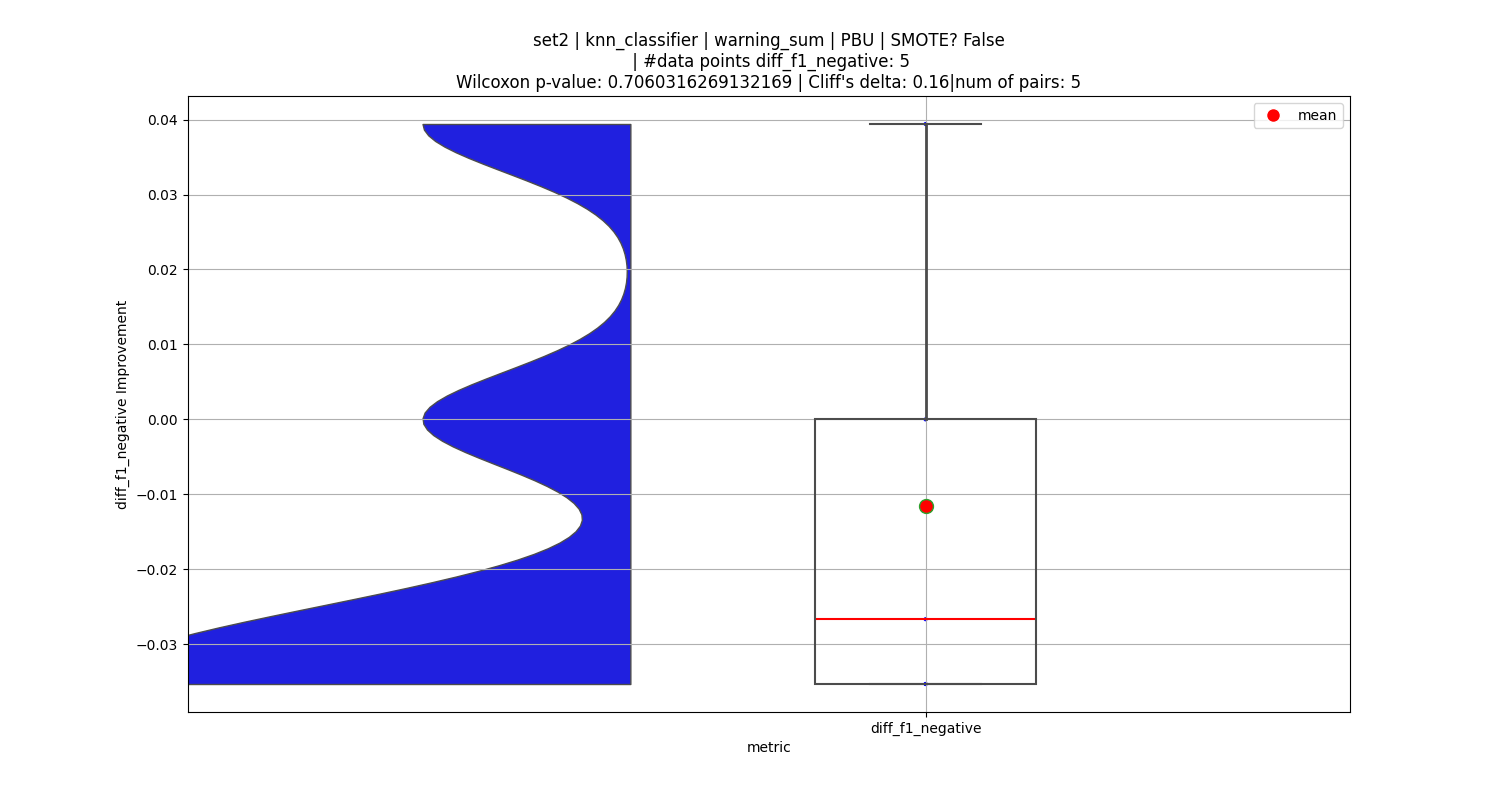 set2 | knn_classifier | warning_sum | PBU | SMOTE? False
| #data points diff_f1_negative: 5
Wilcoxon p-value: 0.7060316269132169 | Cliff's delta: 0.16|num of pairs: 5
mean
0.04
0.03
0.02
0.01
0.00
−0.01
−0.02
−0.03
diff_f1_negative Improvement
diff_f1_negative
metric